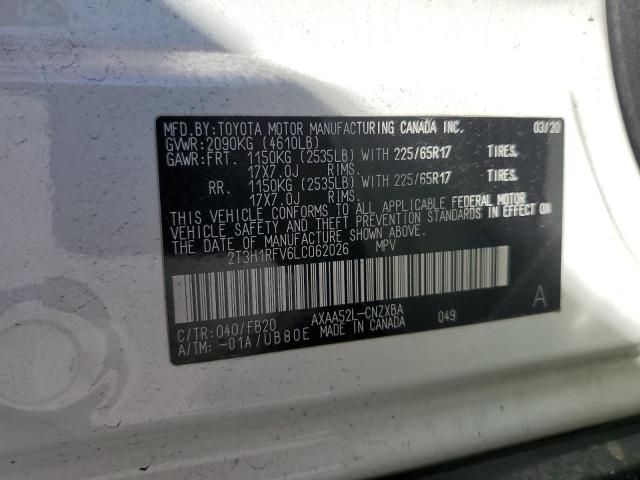 MFD. BY: TOYOTA MOTOR MANUFACTURING CANADA INC. 03/20
GVWR: 2090KG (4610LB)
GAWR: FRT. 1150KG (2535LB) WITH 225/65R17 TIRES,
17X7.0J RIMS.
RR. 1150KG (2535LB) WITH 225/65R17 TIRES,
17X7.0J RIMS.
THIS VEHICLE CONFORMS TO ALL APPLICABLE FEDERAL MOTOR
VEHICLE SAFETY AND THEFT PREVENTION STANDARDS IN EFFECT ON
THE DATE OF MANUFACTURE SHOWN ABOVE.
2T3H1RFV6LC062026 MPV
C/TR: 040/FB20 AXAA52L-CNZXBA 049 A
A/TM: -01A/UB80E MADE IN CANADA